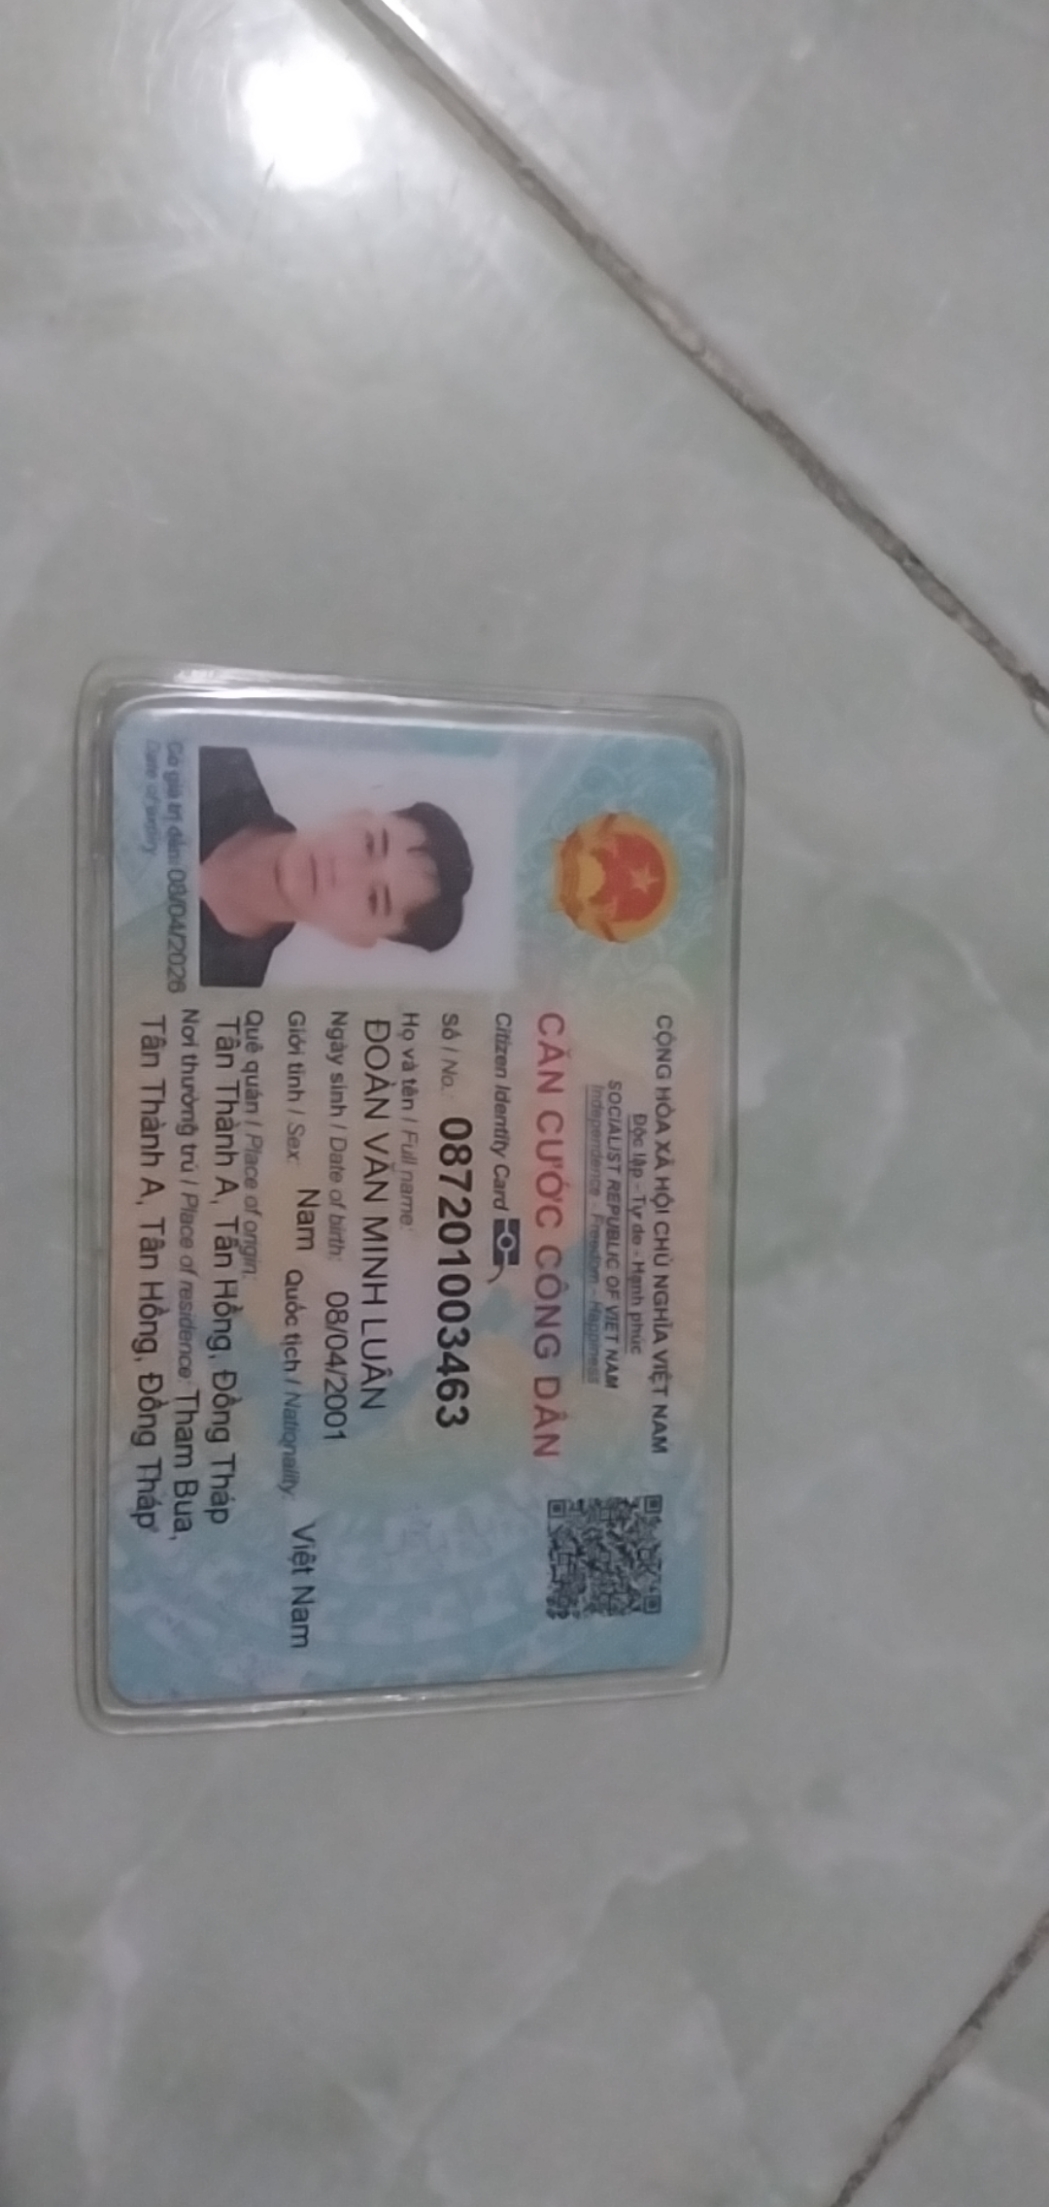 CỘNG HÒA XÃ HỘI CHỦ NGHĨA VIỆT NAM
Độc lập - Tự do - Hạnh phúc
SOCIALIST REPUBLIC OF VIET NAM
Independence - Freedom - Happiness
CĂN CƯỚC CÔNG DÂN
Citizen Identity Card
Số / No.: 087201003463
Họ và tên / Full name:
ĐOÀN VĂN MINH LUÂN
Ngày sinh / Date of birth: 08/04/2001
Giới tính / Sex: Nam Quốc tịch / Nationality: Việt Nam
Quê quán / Place of origin:
Tân Thành A, Tân Hồng, Đồng Tháp
Nơi thường trú / Place of residence: Tham Bua,
Tân Thành A, Tân Hồng, Đồng Tháp
Có giá trị đến: 08/04/2026
Date of expiry